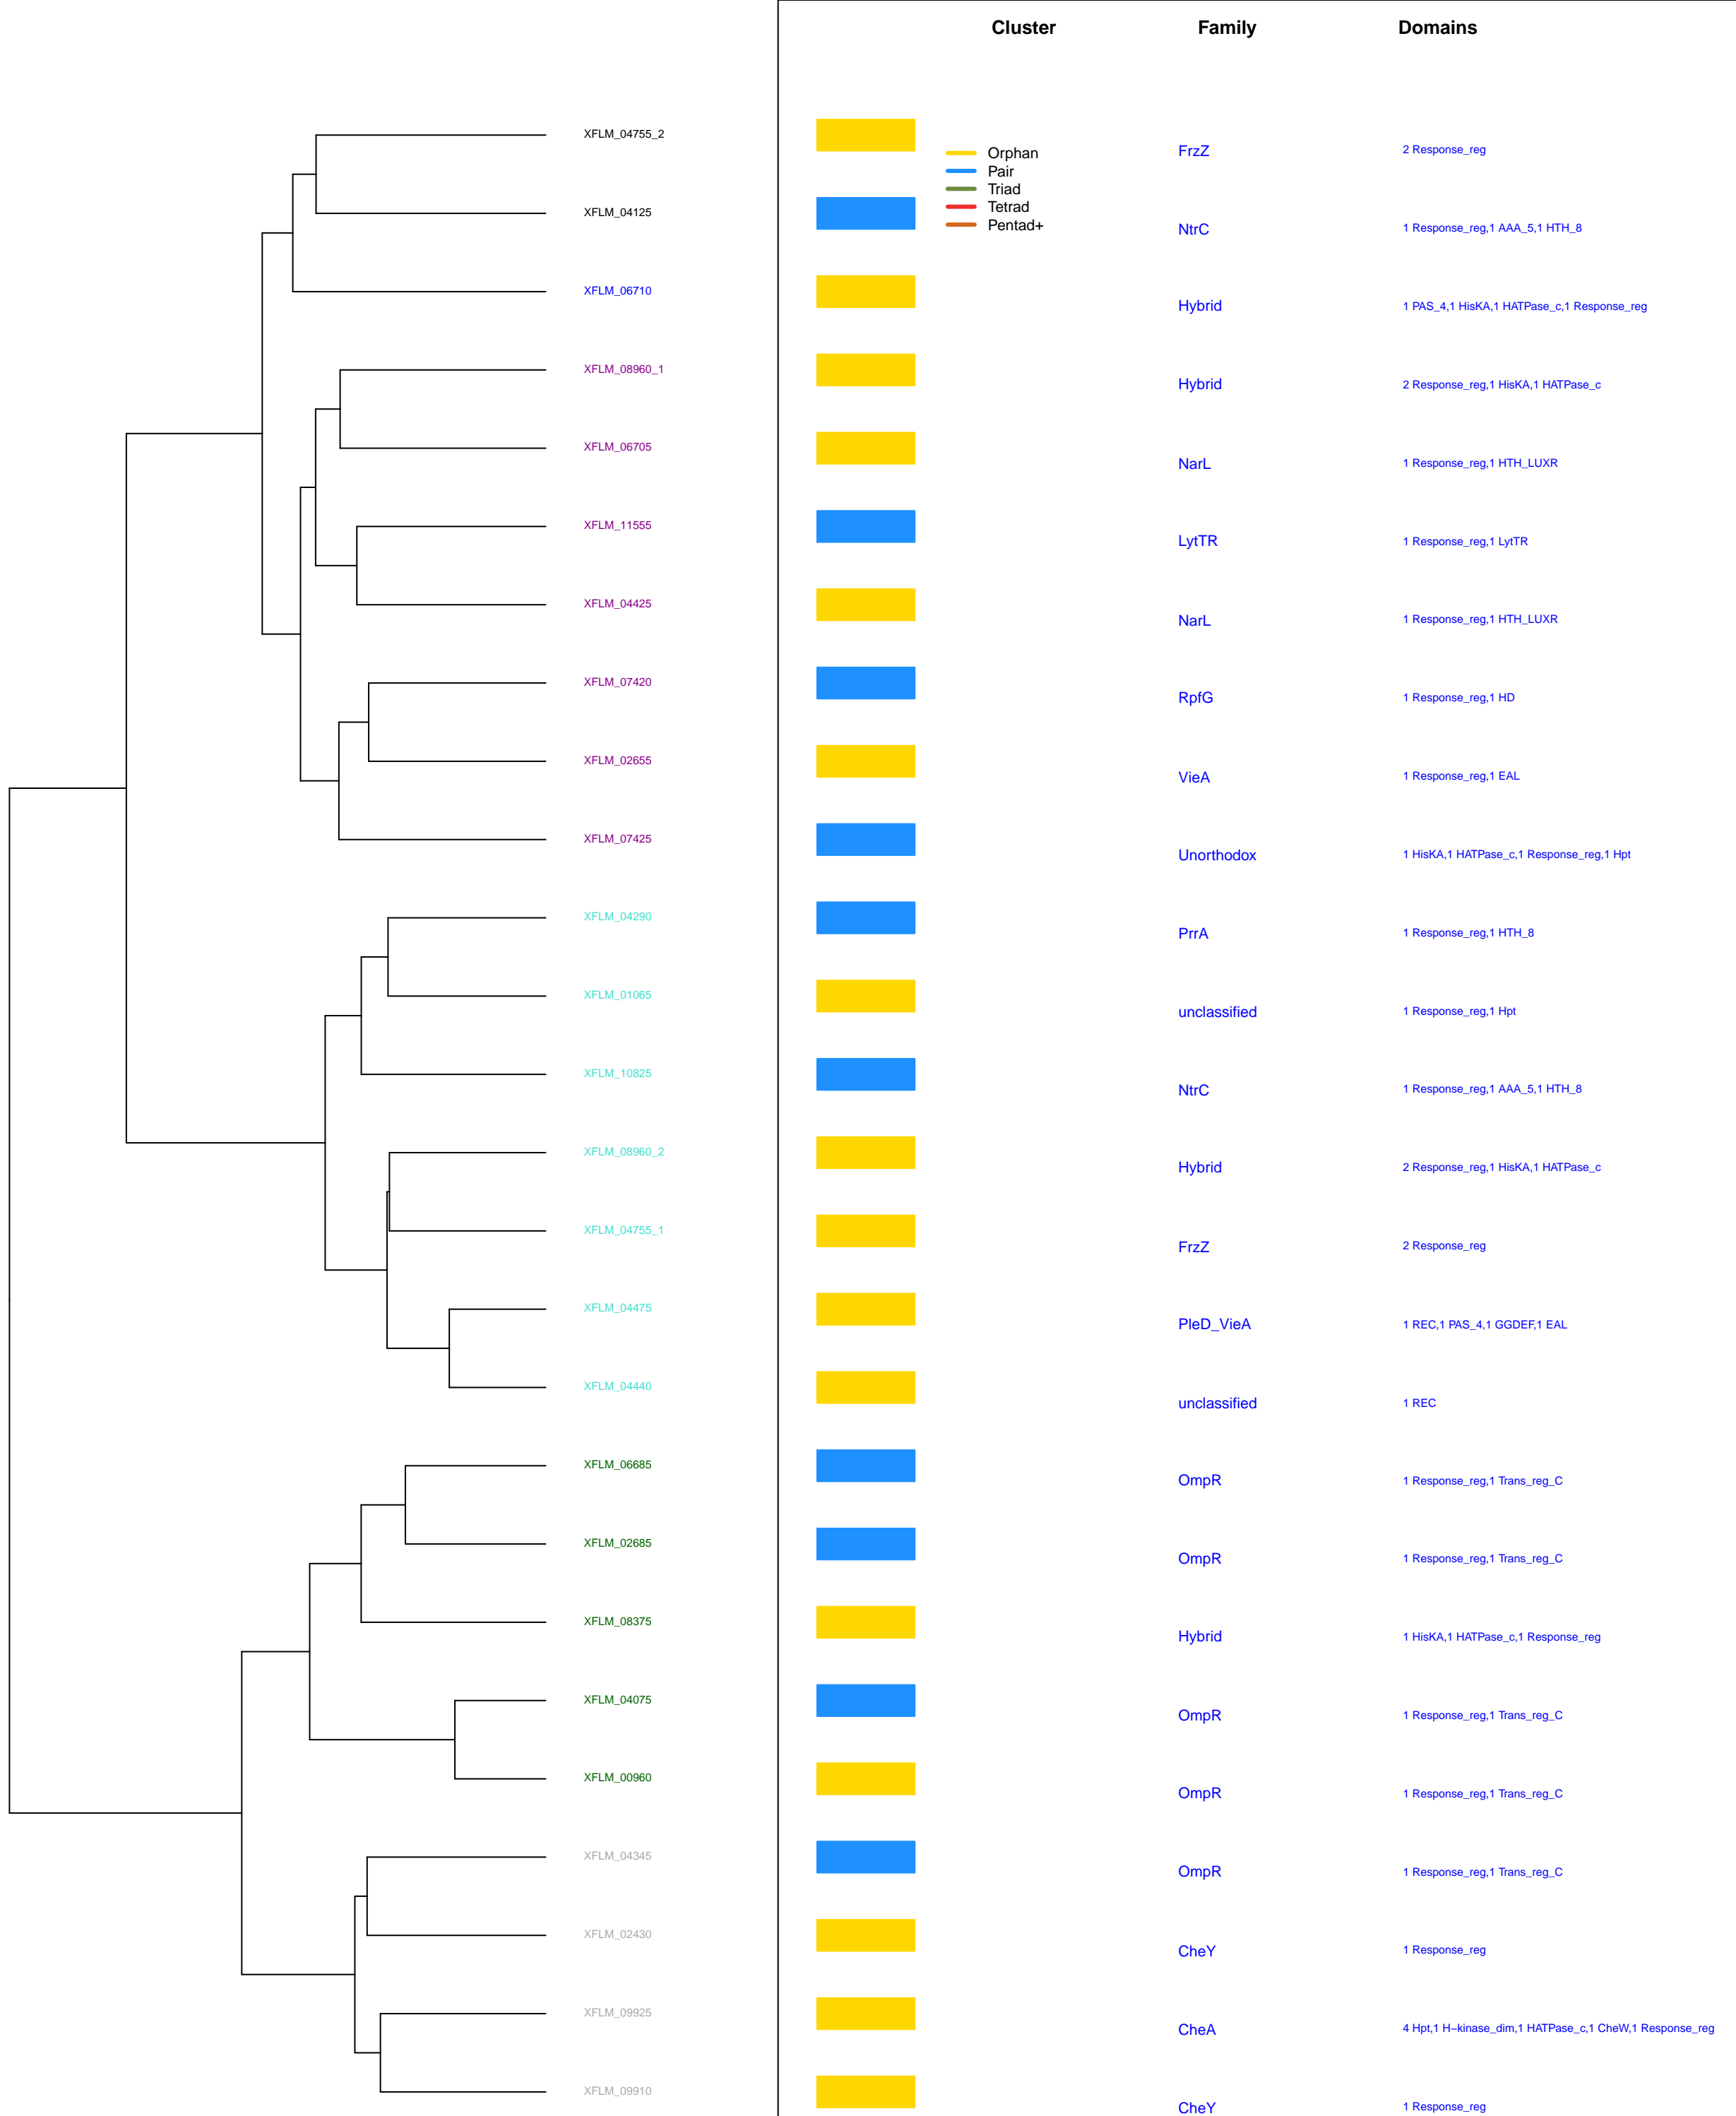 Cluster Family Domains
XFLM_04755_2 FrzZ 2 Response_reg
Orphan
Pair
Triad
Tetrad
Pentad+
XFLM_04125 NtrC 1 Response_reg,1 AAA_5,1 HTH_8
XFLM_06710 Hybrid 1 PAS_4,1 HisKA,1 HATPase_c,1 Response_reg
XFLM_08960_1 Hybrid 2 Response_reg,1 HisKA,1 HATPase_c
XFLM_06705 NarL 1 Response_reg,1 HTH_LUXR
XFLM_11555 LytTR 1 Response_reg,1 LytTR
XFLM_04425 NarL 1 Response_reg,1 HTH_LUXR
XFLM_07420 RpfG 1 Response_reg,1 HD
XFLM_02655 VieA 1 Response_reg,1 EAL
XFLM_07425 Unorthodox 1 HisKA,1 HATPase_c,1 Response_reg,1 Hpt
XFLM_04290 PrrA 1 Response_reg,1 HTH_8
XFLM_01065 unclassified 1 Response_reg,1 Hpt
XFLM_10825 NtrC 1 Response_reg,1 AAA_5,1 HTH_8
XFLM_08960_2 Hybrid 2 Response_reg,1 HisKA,1 HATPase_c
XFLM_04755_1 FrzZ 2 Response_reg
XFLM_04475 PleD_VieA 1 REC,1 PAS_4,1 GGDEF,1 EAL
XFLM_04440 unclassified 1 REC
XFLM_06685 OmpR 1 Response_reg,1 Trans_reg_C
XFLM_02685 OmpR 1 Response_reg,1 Trans_reg_C
XFLM_08375 Hybrid 1 HisKA,1 HATPase_c,1 Response_reg
XFLM_04075 OmpR 1 Response_reg,1 Trans_reg_C
XFLM_00960 OmpR 1 Response_reg,1 Trans_reg_C
XFLM_04345 OmpR 1 Response_reg,1 Trans_reg_C
XFLM_02430 CheY 1 Response_reg
XFLM_09925 CheA 4 Hpt,1 H−kinase_dim,1 HATPase_c,1 CheW,1 Response_reg
XFLM_09910 CheY 1 Response_reg